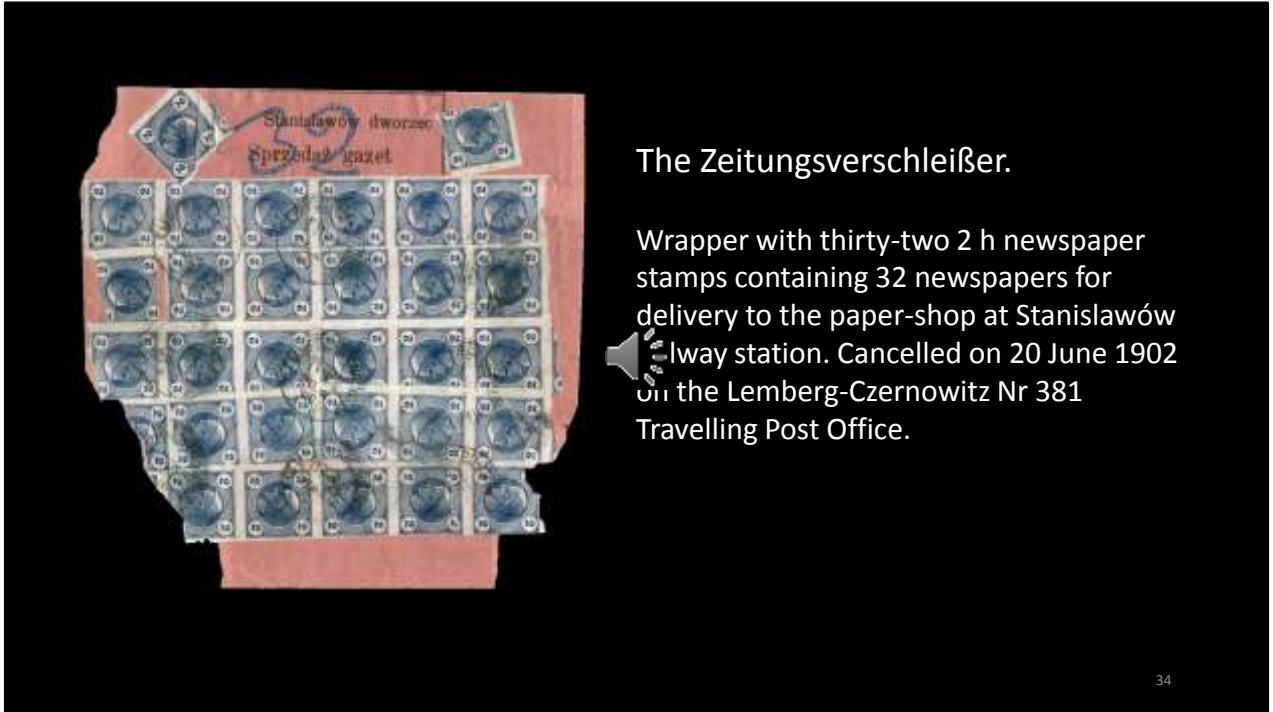 Stanisławów dworzec
Sprzedaż gazet
32
The Zeitungsverschleißer.
Wrapper with thirty-two 2 h newspaper
stamps containing 32 newspapers for
delivery to the paper-shop at Stanislawów
lway station. Cancelled on 20 June 1902
on the Lemberg-Czernowitz Nr 381
Travelling Post Office.
34